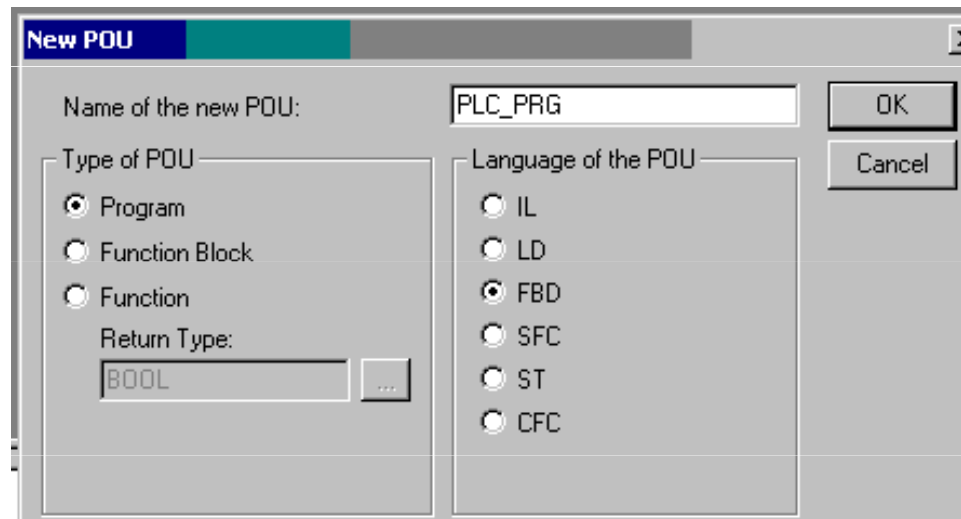 New POU
Name of the new POU:
PLC_PRG
OK
Cancel
Type of POU
Program
Function Block
Function
Return Type:
BOOL
...
Language of the POU
IL
LD
FBD
SFC
ST
CFC